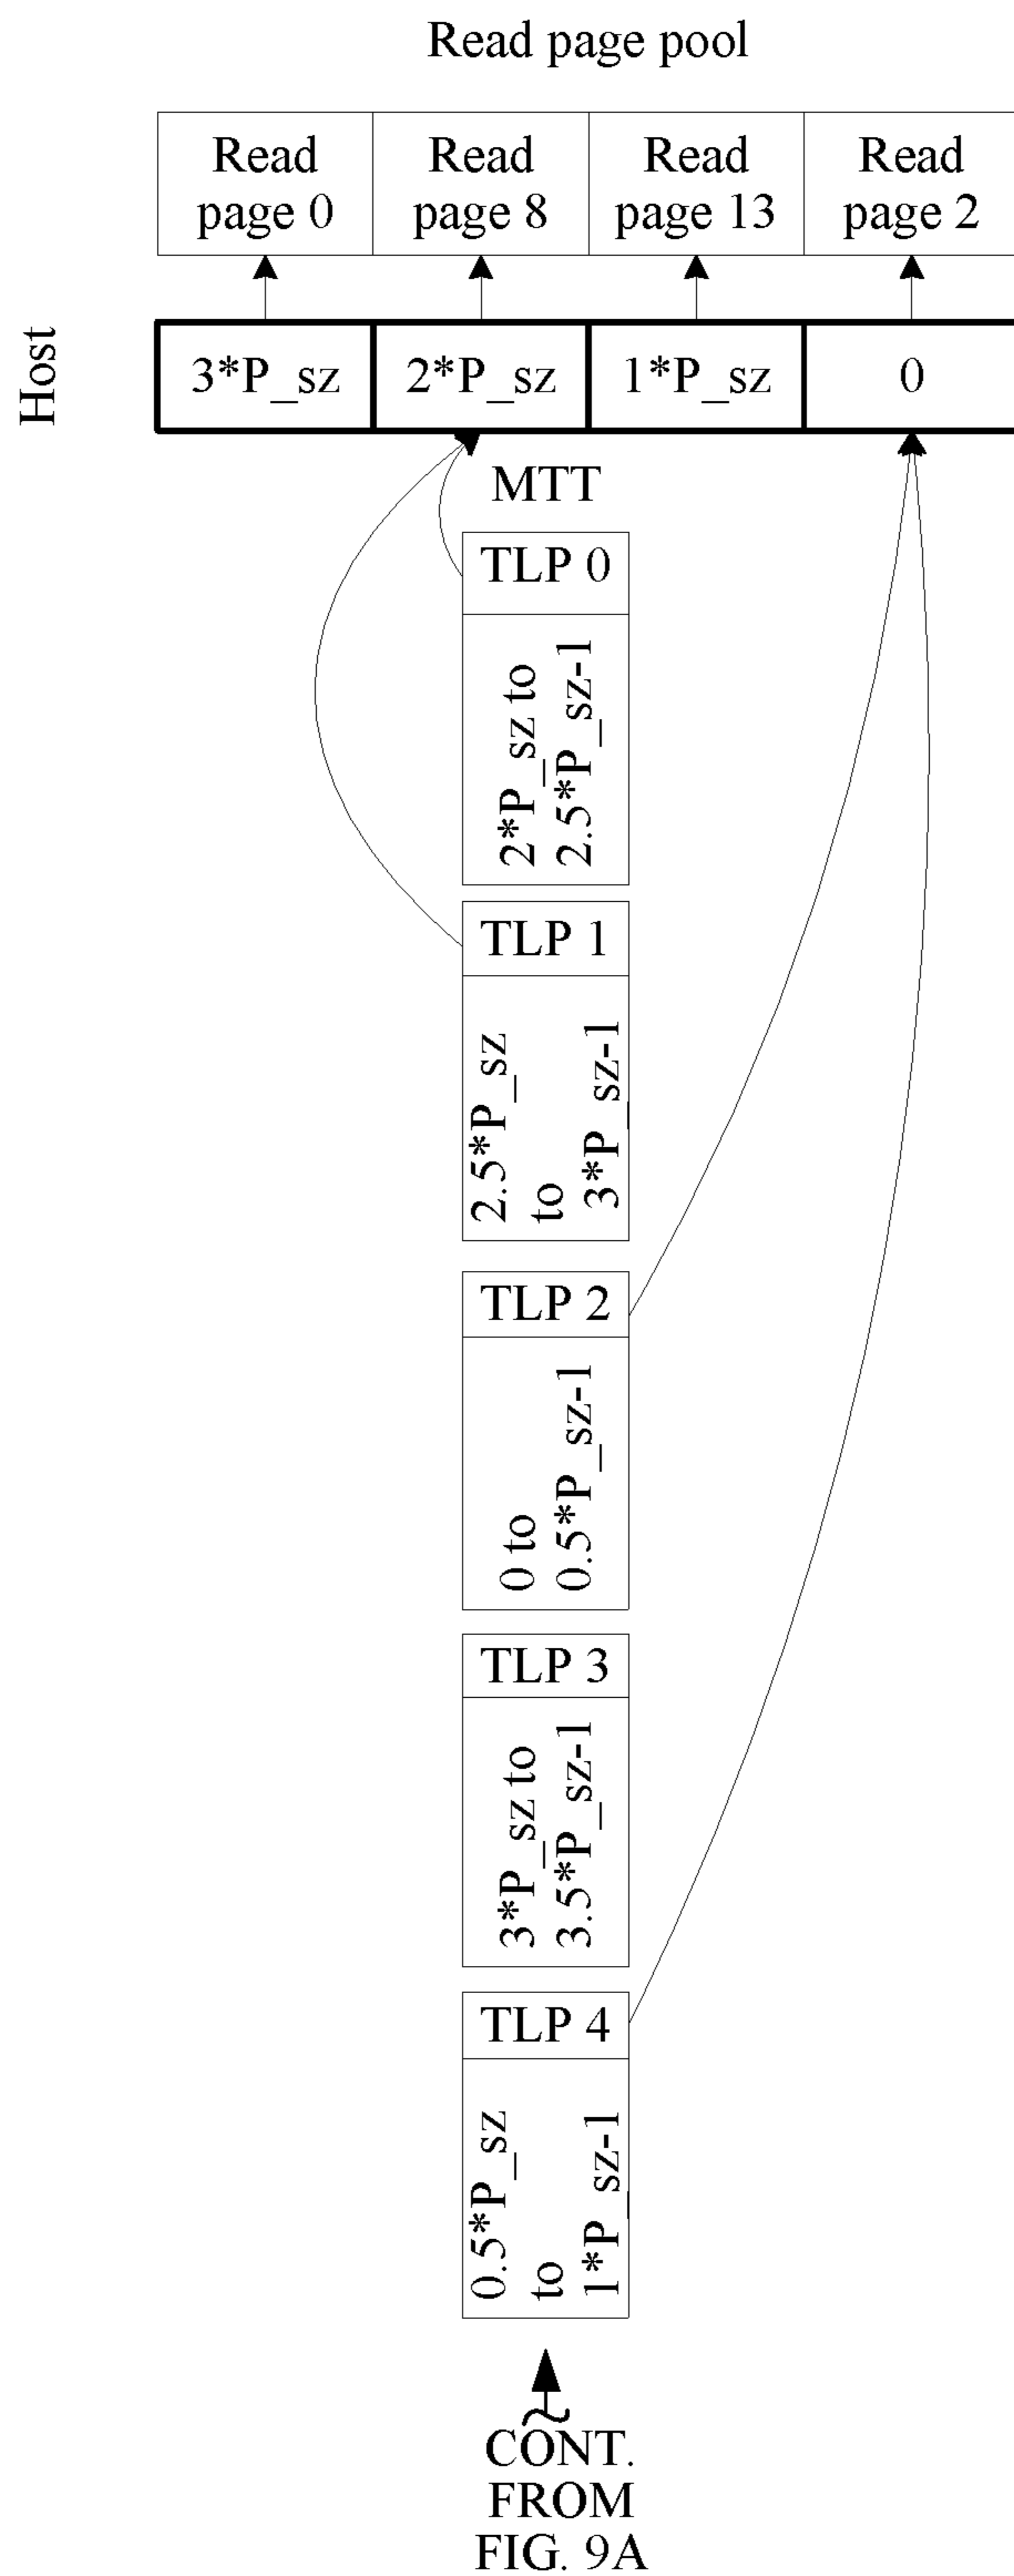 Read page pool
Read
page 0
Read
page 8
Read
page 13
Read
page 2
Host
3*P_sz
2*P_sz
1*P_sz
0
MTT
TLP 0
2*P_sz to
2.5*P_sz-1
TLP 1
2.5*P_sz
to
3*P_sz-1
TLP 2
0 to
0.5*P_sz-1
TLP 3
3*P_sz to
3.5*P_sz-1
TLP 4
0.5*P_sz
to
1*P_sz-1
CONT.
FROM
FIG. 9A